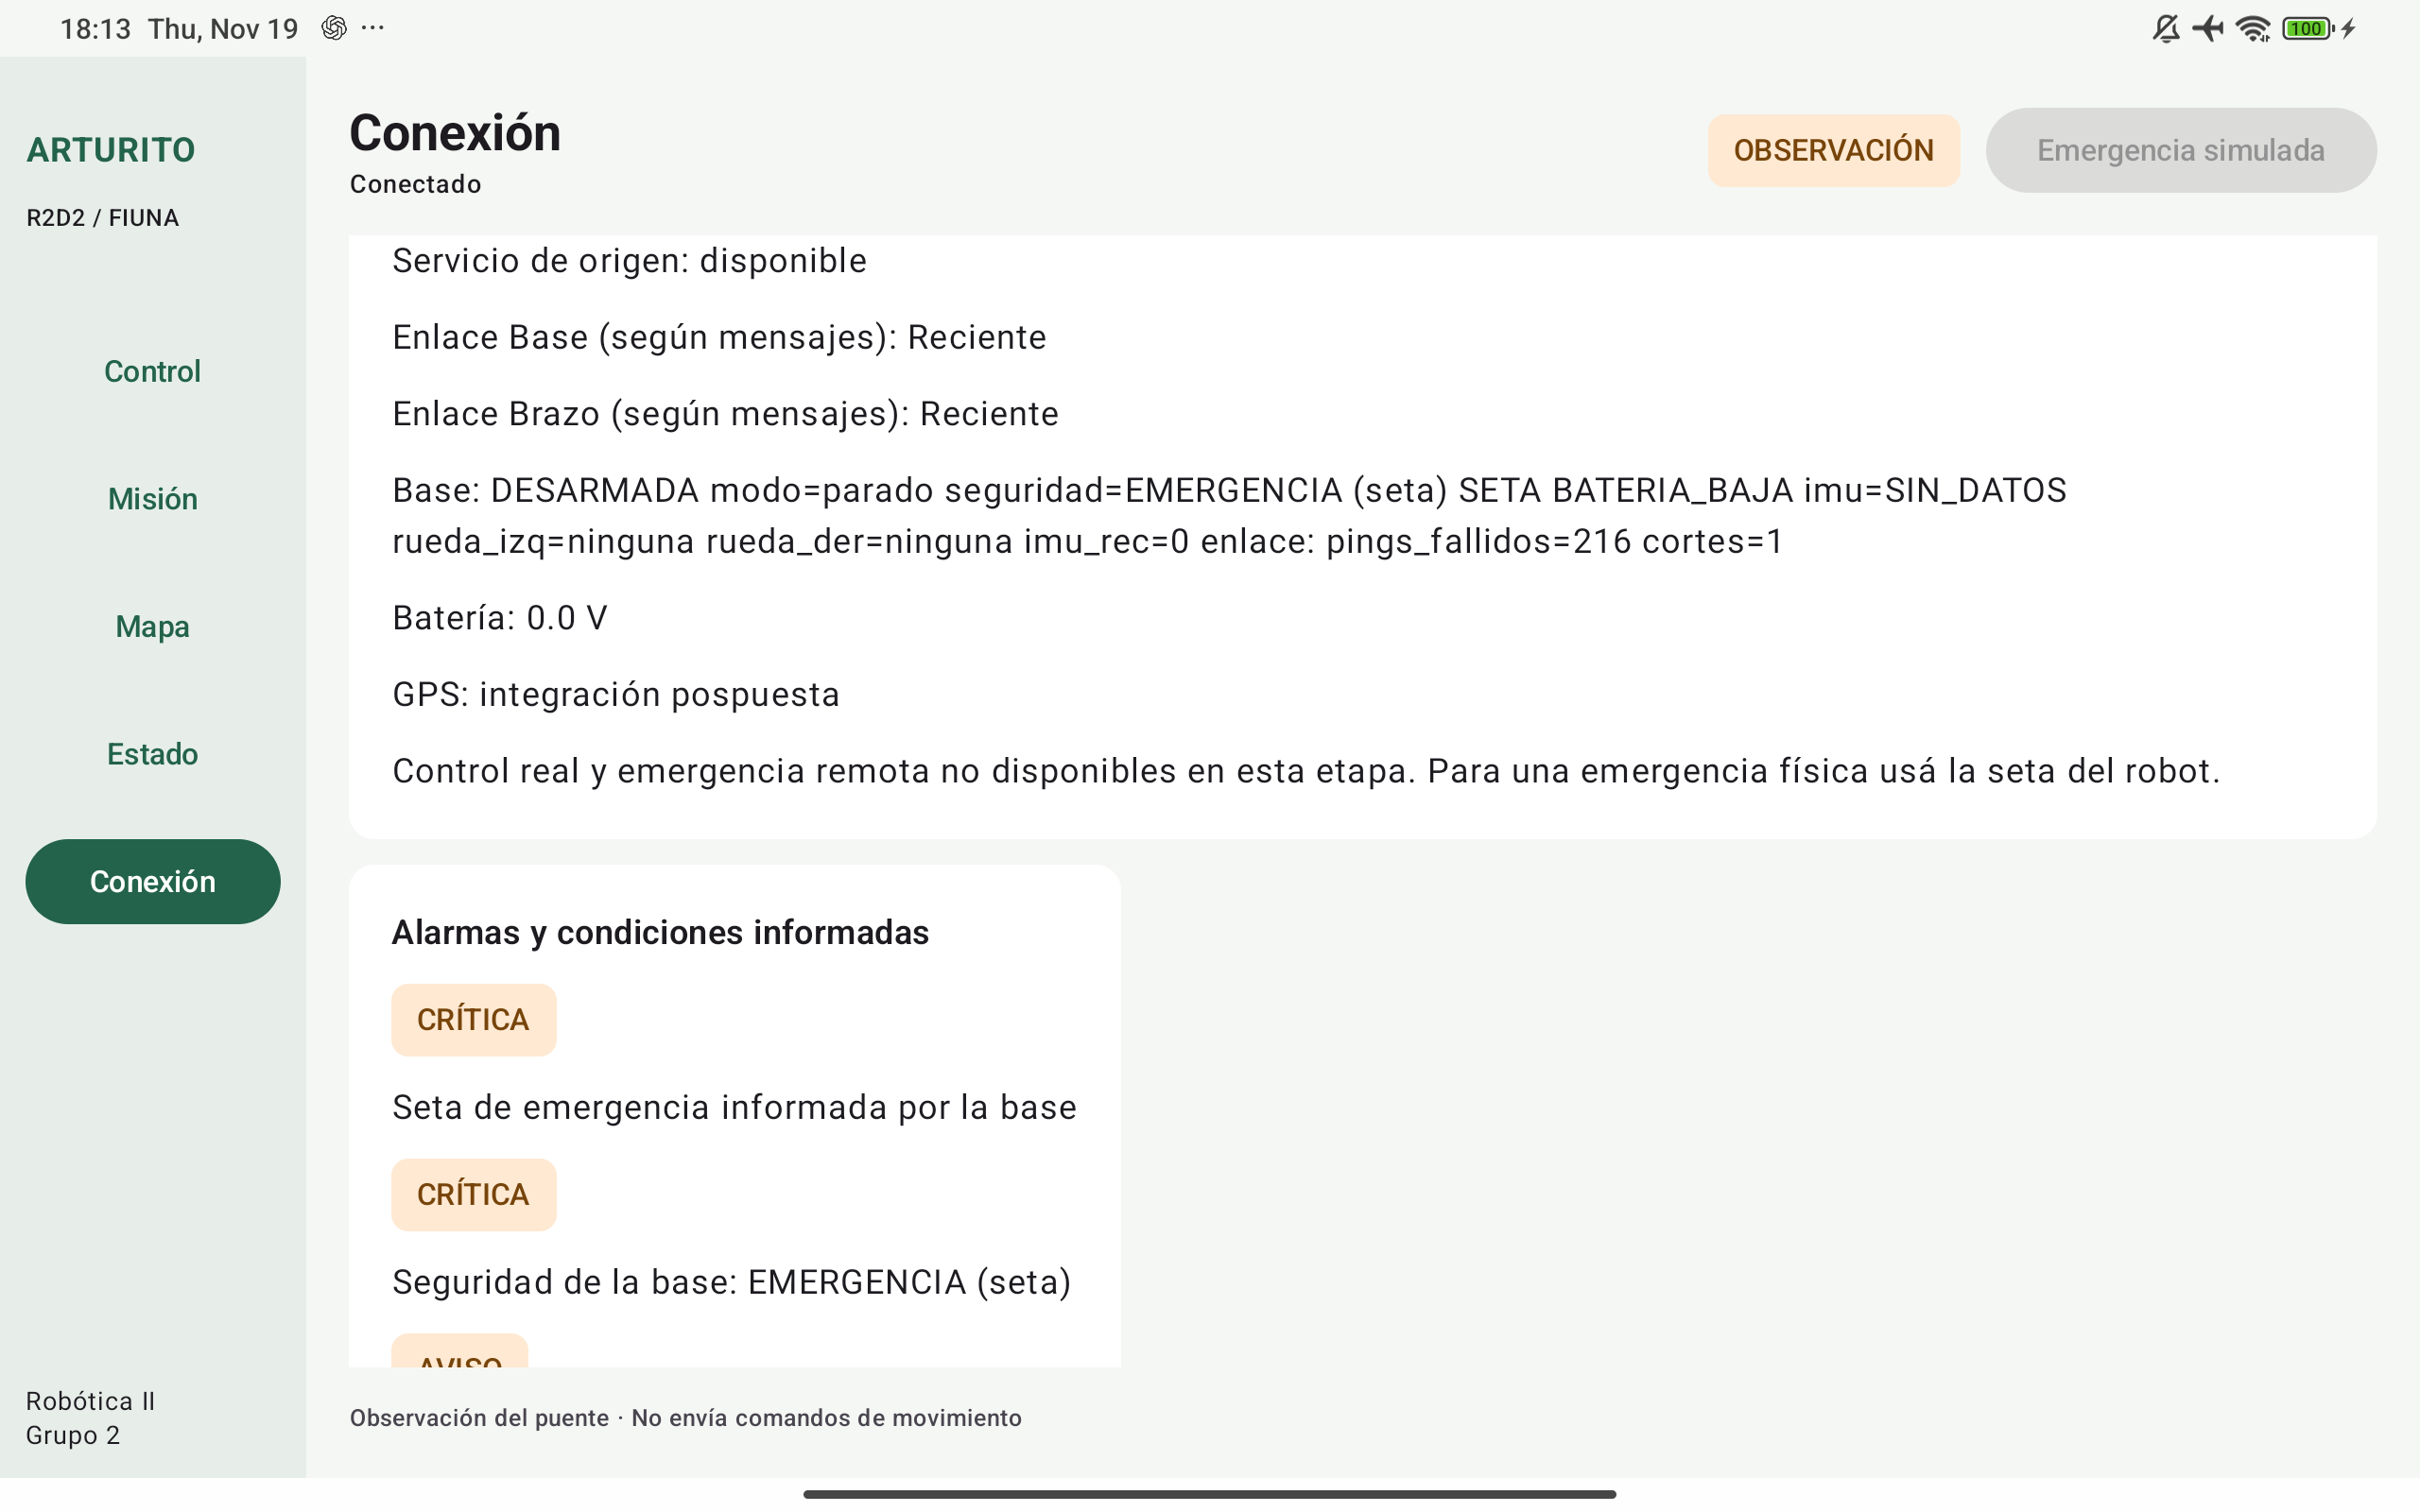 18:13 Thu, Nov 19 ···
100
ARTURITO
R2D2 / FIUNA
Control
Misión
Mapa
Estado
Conexión
Robótica II
Grupo 2
Conexión
Conectado
OBSERVACIÓN
Emergencia simulada
Servicio de origen: disponible
Enlace Base (según mensajes): Reciente
Enlace Brazo (según mensajes): Reciente
Base: DESARMADA modo=parado seguridad=EMERGENCIA (seta) SETA BATERIA_BAJA imu=SIN_DATOS
rueda_izq=ninguna rueda_der=ninguna imu_rec=0 enlace: pings_fallidos=216 cortes=1
Batería: 0.0 V
GPS: integración pospuesta
Control real y emergencia remota no disponibles en esta etapa. Para una emergencia física usá la seta del robot.
Alarmas y condiciones informadas
CRÍTICA
Seta de emergencia informada por la base
CRÍTICA
Seguridad de la base: EMERGENCIA (seta)
AVISO
Observación del puente · No envía comandos de movimiento